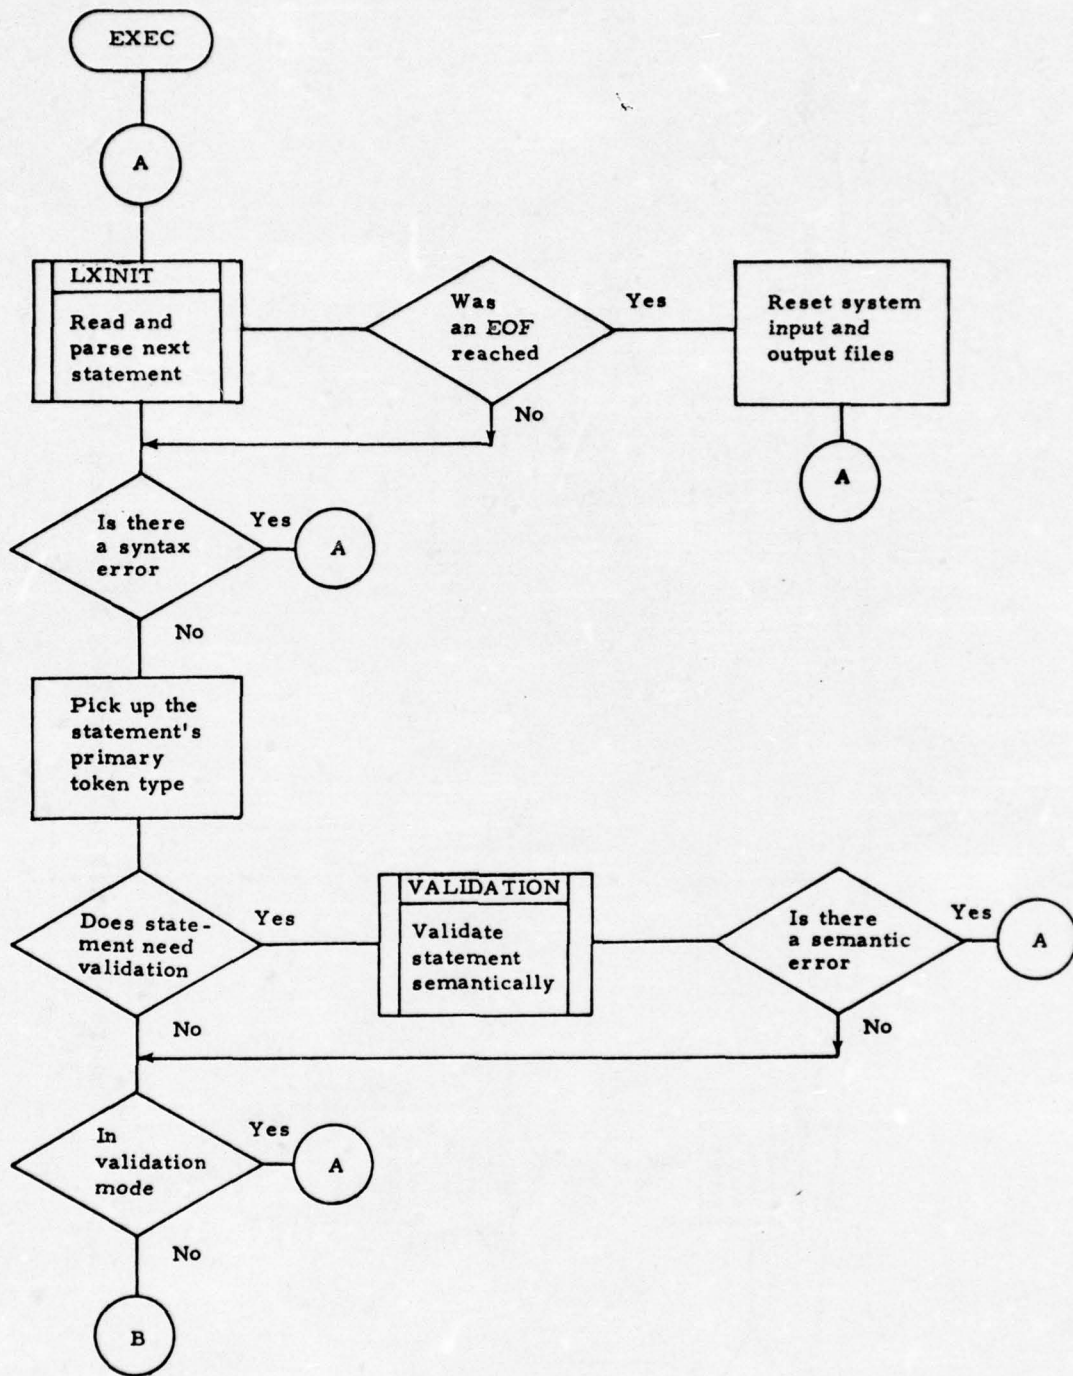 EXEC
A
LXINIT
Read and
parse next
statement
Was
an EOF
reached
Yes
No
Reset system
input and
output files
A
Is there
a syntax
error
Yes
A
No
Pick up the
statement's
primary
token type
Does state-
ment need
validation
Yes
No
VALIDATION
Validate
statement
semantically
Is there
a semantic
error
Yes
A
No
In
validation
mode
Yes
A
No
B